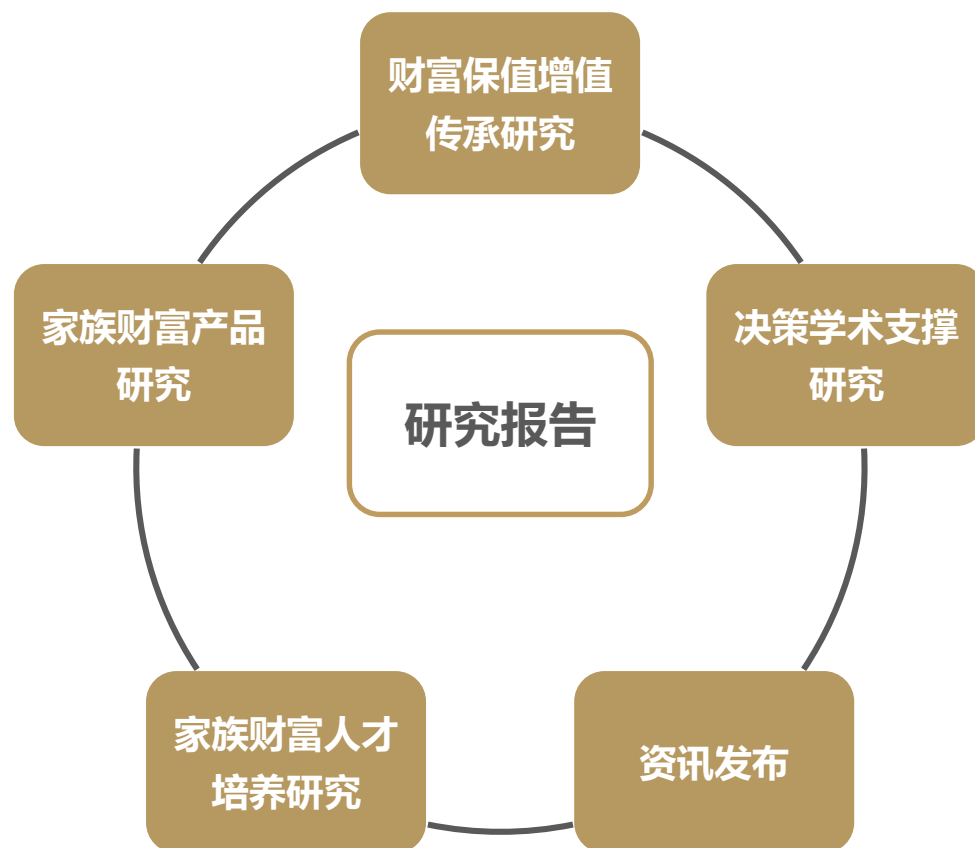 财富保值增值
传承研究
家族财富产品
研究
决策学术支撑
研究
研究报告
家族财富人才
培养研究
资讯发布